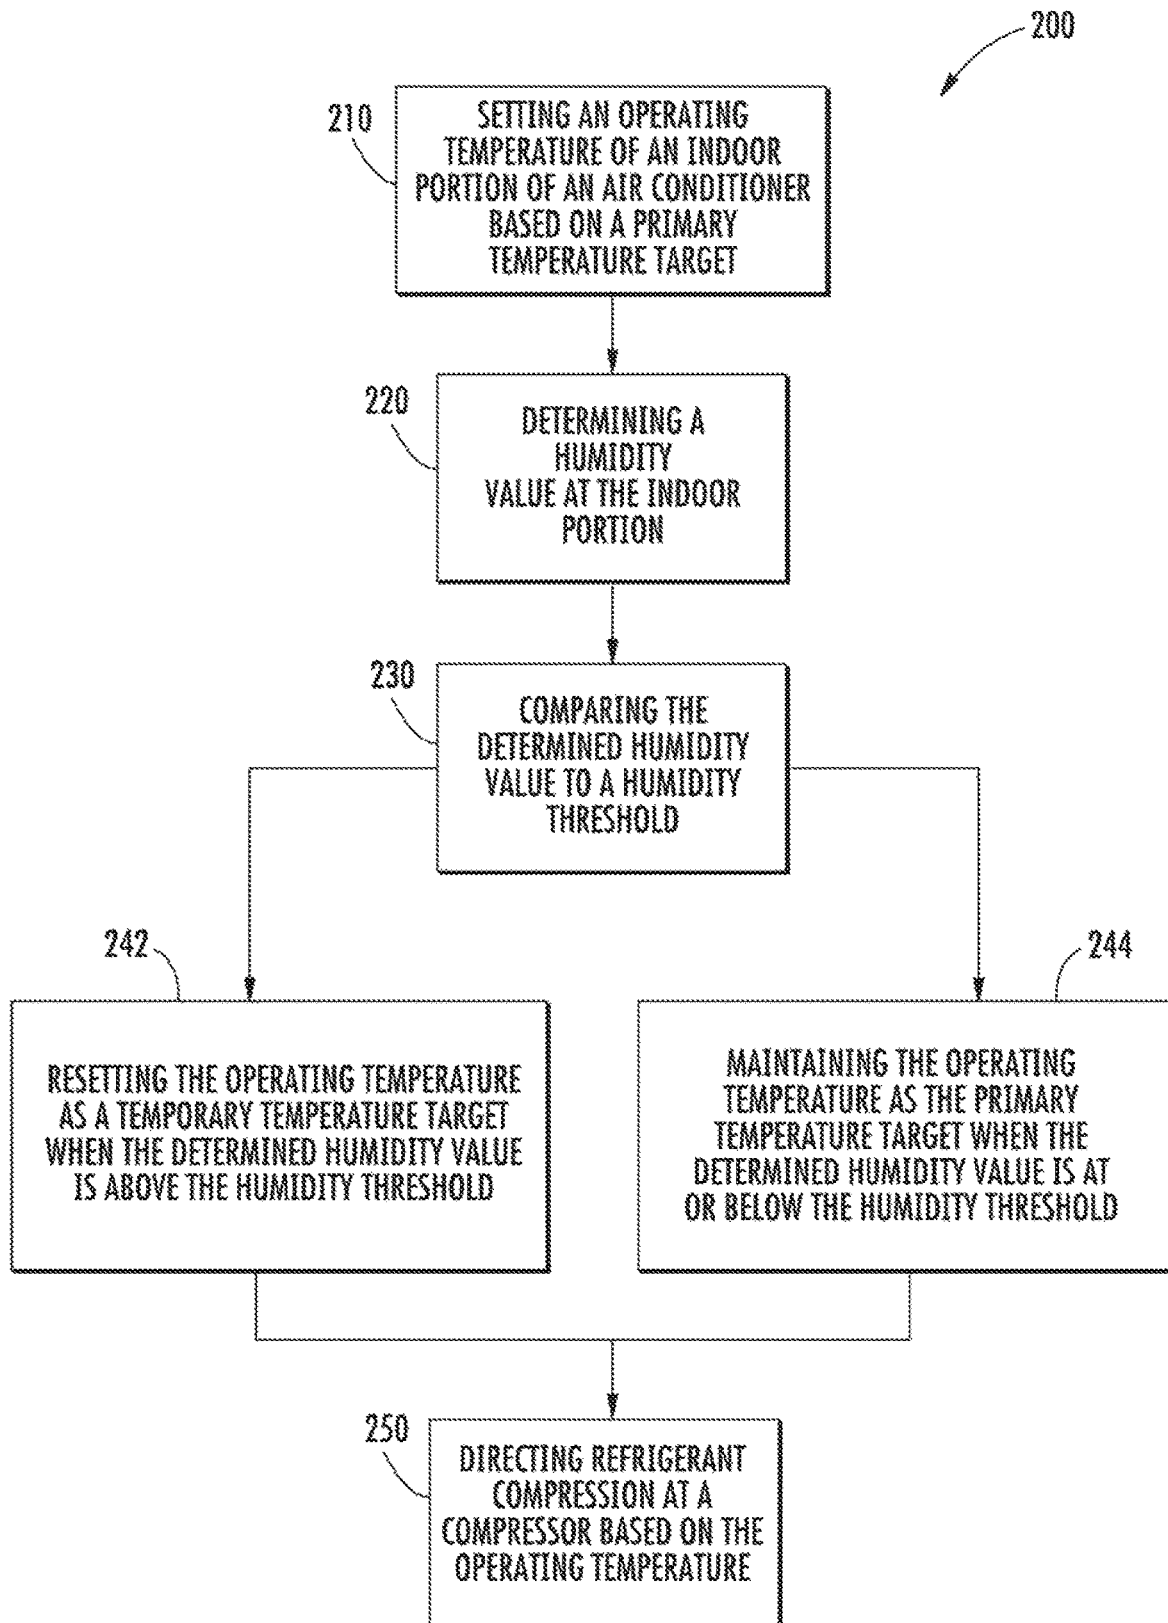 200
210
SETTING AN OPERATING
TEMPERATURE OF AN INDOOR
PORTION OF AN AIR CONDITIONER
BASED ON A PRIMARY
TEMPERATURE TARGET
220
DETERMINING A
HUMIDITY
VALUE AT THE INDOOR
PORTION
230
COMPARING THE
DETERMINED HUMIDITY
VALUE TO A HUMIDITY
THRESHOLD
242
RESETTING THE OPERATING TEMPERATURE
AS A TEMPORARY TEMPERATURE TARGET
WHEN THE DETERMINED HUMIDITY VALUE
IS ABOVE THE HUMIDITY THRESHOLD
244
MAINTAINING THE OPERATING
TEMPERATURE AS THE PRIMARY
TEMPERATURE TARGET WHEN THE
DETERMINED HUMIDITY VALUE IS AT
OR BELOW THE HUMIDITY THRESHOLD
250
DIRECTING REFRIGERANT
COMPRESSION AT A
COMPRESSOR BASED ON THE
OPERATING TEMPERATURE